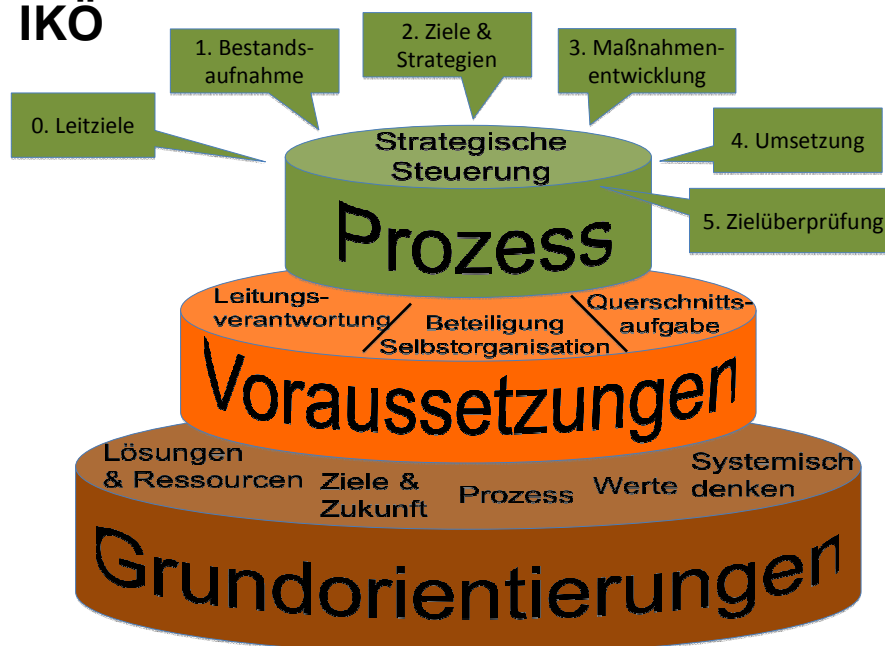 IKÖ
0. Leitziele
1. Bestands-
aufnahme
2. Ziele &
Strategien
3. Maßnahmen-
entwicklung
4. Umsetzung
5. Zielüberprüfung
Strategische
Steuerung
Prozess
Leitungs-
verantwortung
Beteiligung
Selbstorganisation
Querschnitts-
aufgabe
Voraussetzungen
Lösungen
& Ressourcen
Ziele &
Zukunft
Prozess
Werte
Systemisch
denken
Grundorientierungen